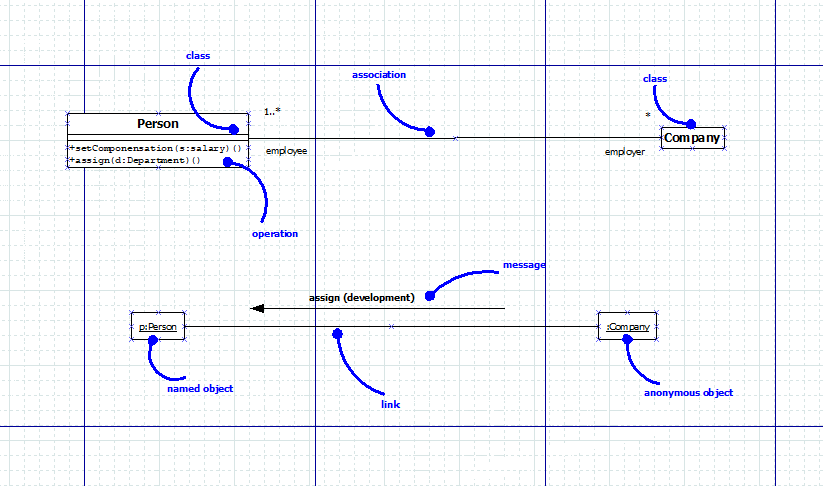 class
association
class
1..*
*
Person
Company
+setComponensation(s:salary)()
+assign(d:Department)()
employee
employer
operation
message
assign (development)
p:Person
:Company
named object
link
anonymous object